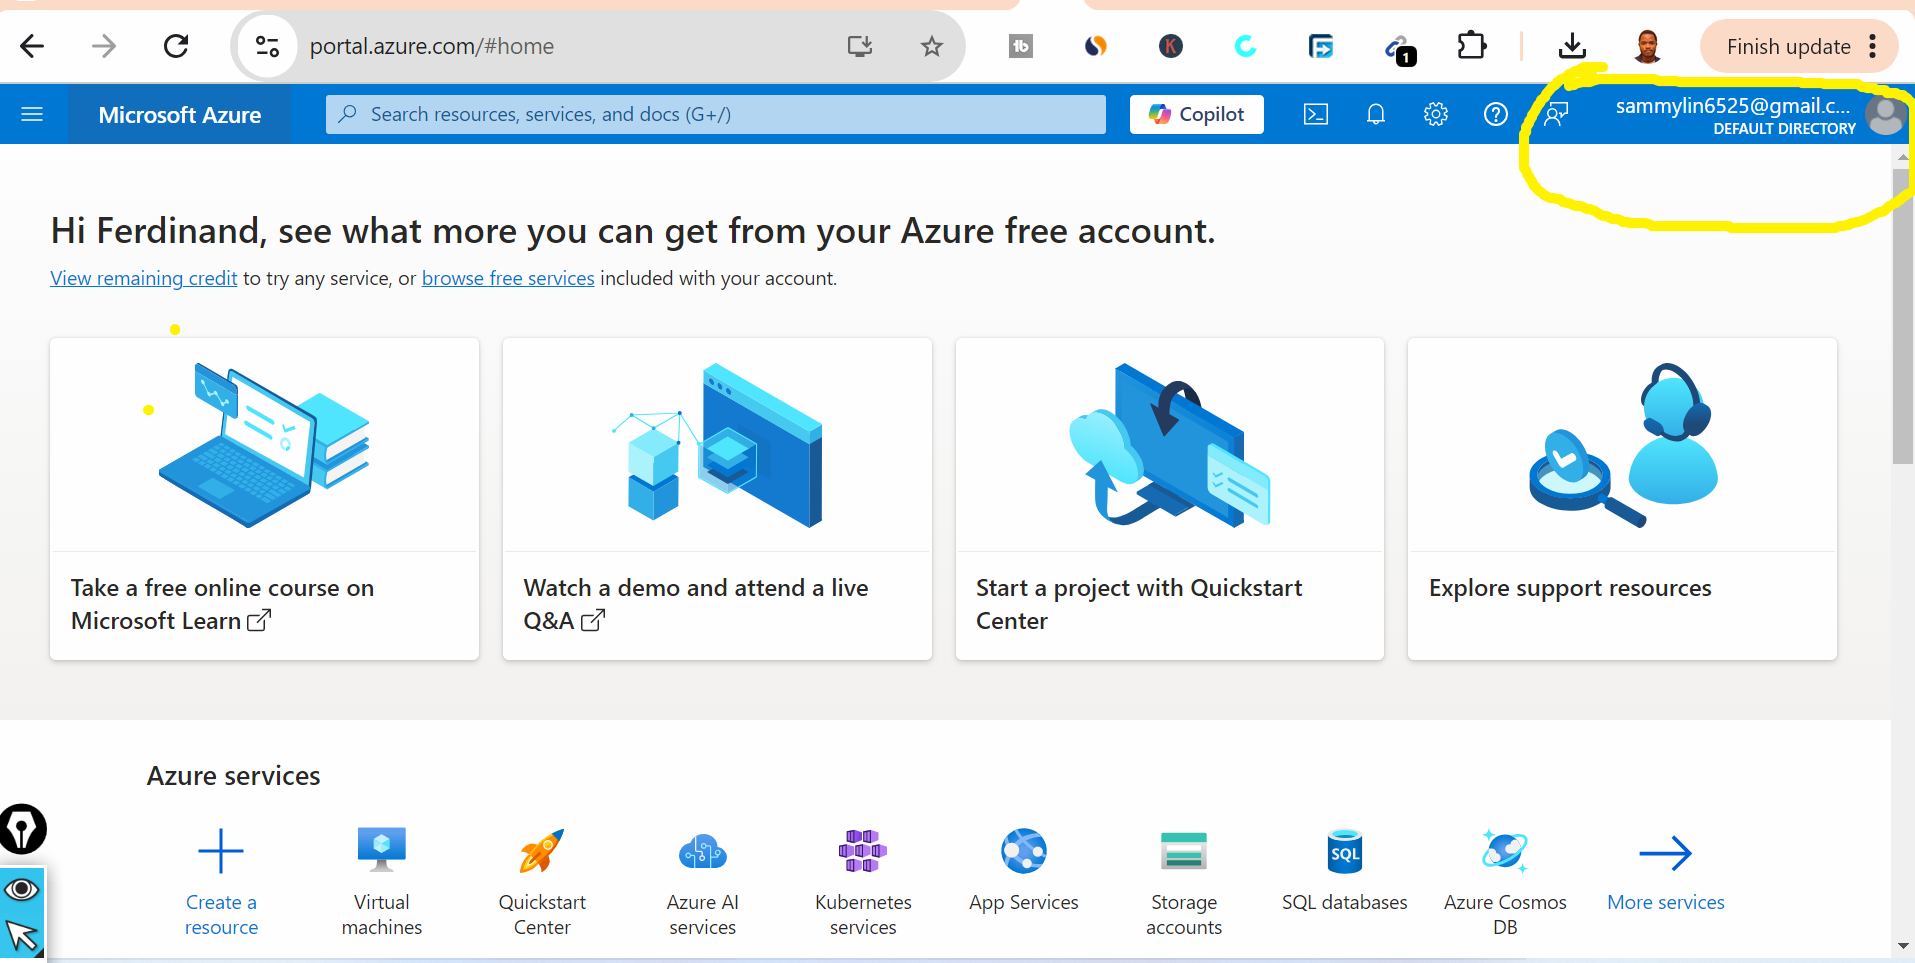 portal.azure.com/#home
1
Finish update
Microsoft Azure
Search resources, services, and docs (G+/)
Copilot
sammylin6525@gmail.c...
DEFAULT DIRECTORY
Hi Ferdinand, see what more you can get from your Azure free account.
View remaining credit to try any service, or browse free services included with your account.
Take a free online course on
Microsoft Learn
Watch a demo and attend a live
Q&A
Start a project with Quickstart
Center
Explore support resources
Azure services
SQL
Create a
resource
Virtual
machines
Quickstart
Center
Azure AI
services
Kubernetes
services
App Services
Storage
accounts
SQL databases
Azure Cosmos
DB
More services